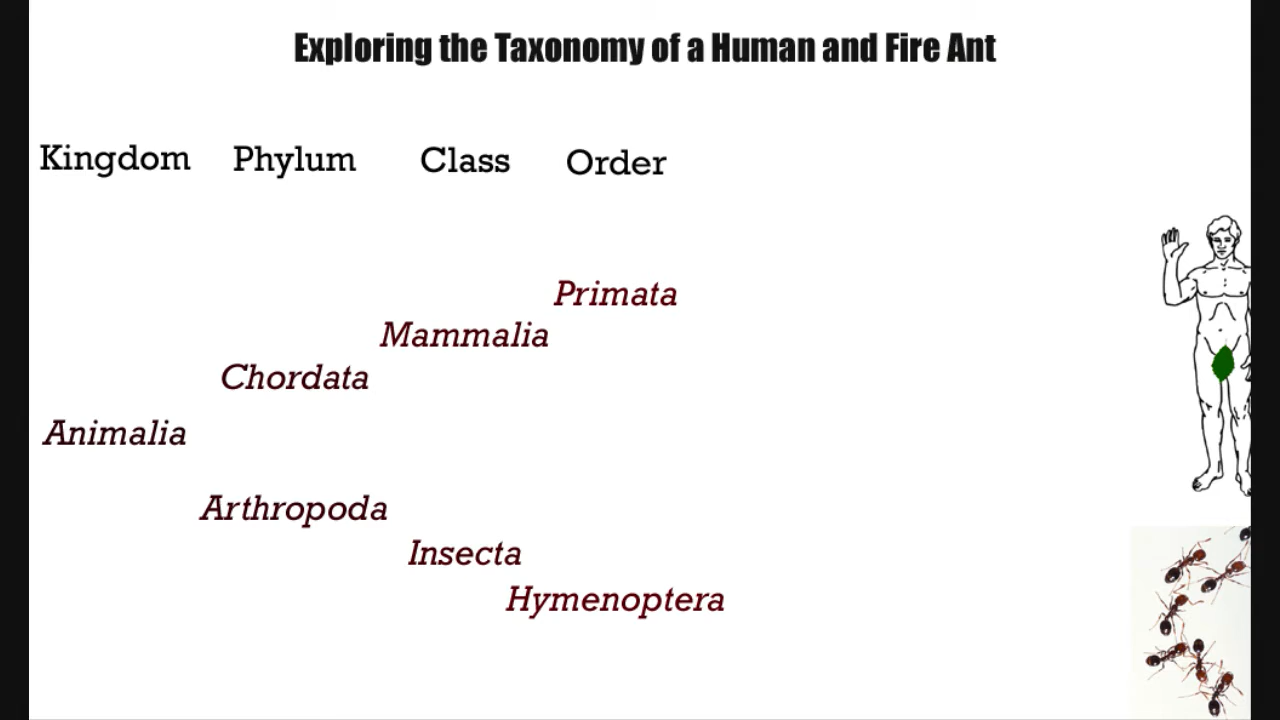 Exploring the Taxonomy of a Human and Fire Ant
Kingdom Phylum Class Order
Primata
Mammalia
Chordata
Animalia
Arthropoda
Insecta
Hymenoptera